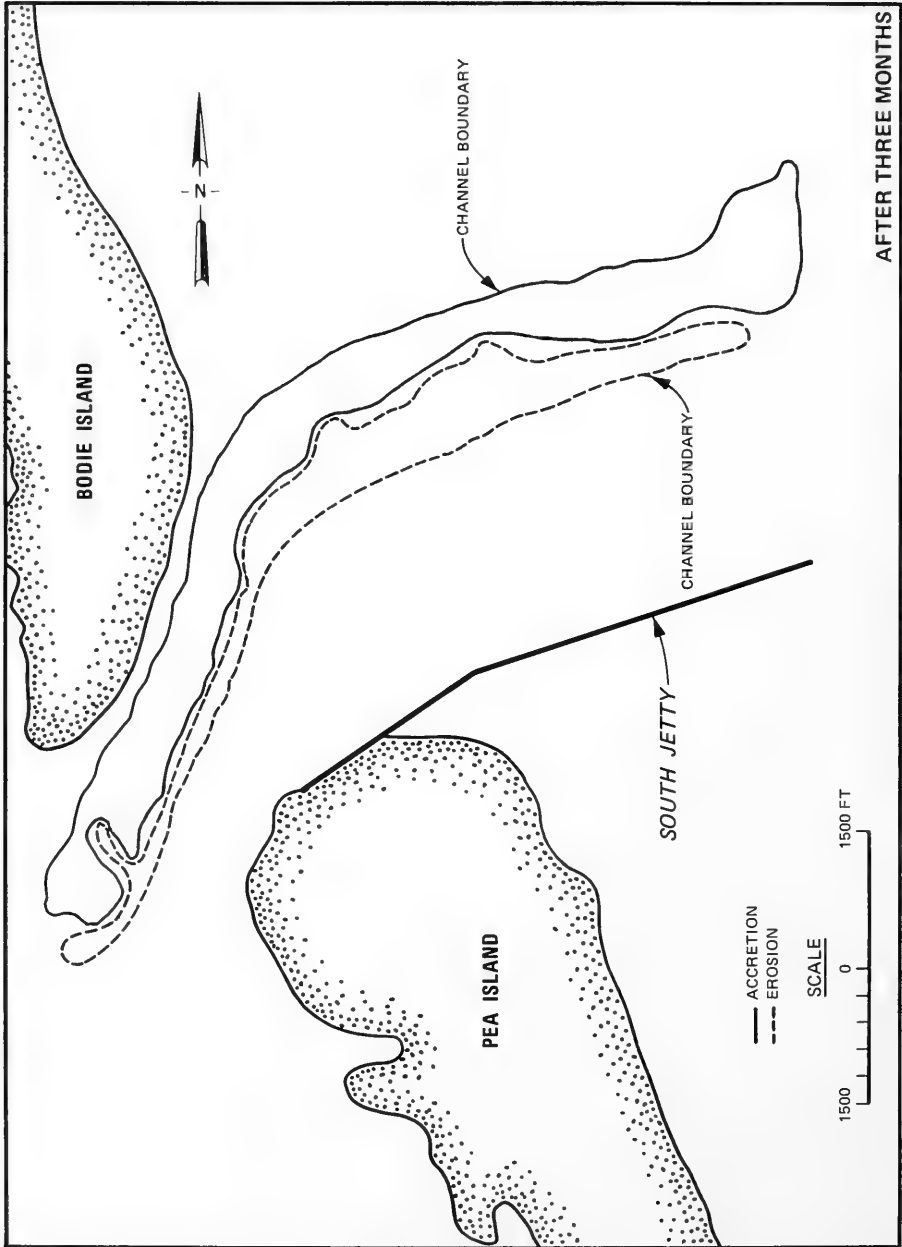 BODIE ISLAND
N
CHANNEL BOUNDARY
CHANNEL BOUNDARY
SOUTH JETTY
PEA ISLAND
ACCRETION
EROSION
SCALE
1500 0 1500 FT
AFTER THREE MONTHS